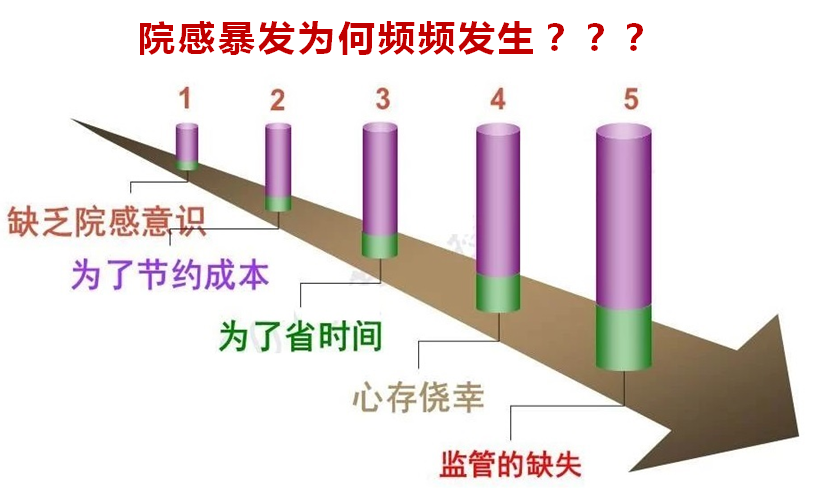 院感暴发为何频频发生？？？
1
2
3
4
5
缺乏院感意识
为了节约成本
为了省时间
心存侥幸
监管的缺失